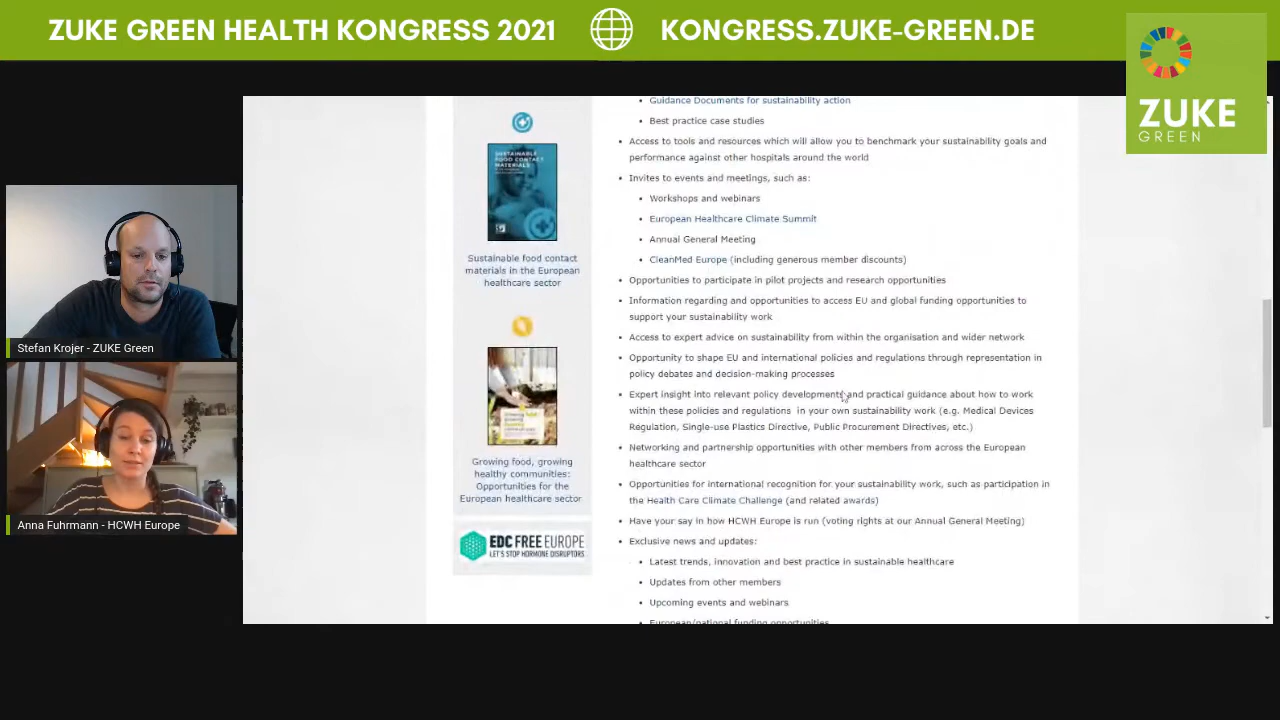 ZUKE GREEN HEALTH KONGRESS 2021
KONGRESS.ZUKE-GREEN.DE
ZUKE
GREEN
Stefan Krojer - ZUKE Green
Anna Fuhrmann - HCWH Europe
SUSTAINABLE
FOOD CONTACT
MATERIALS
Sustainable food contact
materials in the European
healthcare sector
Growing food, growing
healthy communities:
Opportunities for the
European healthcare sector
EDC FREE EUROPE
LET'S STOP HORMONE DISRUPTORS
• Guidance Documents for sustainability action
• Best practice case studies
• Access to tools and resources which will allow you to benchmark your sustainability goals and
performance against other hospitals around the world
• Invites to events and meetings, such as:
• Workshops and webinars
• European Healthcare Climate Summit
• Annual General Meeting
• CleanMed Europe (including generous member discounts)
• Opportunities to participate in pilot projects and research opportunities
• Information regarding and opportunities to access EU and global funding opportunities to
support your sustainability work
• Access to expert advice on sustainability from within the organisation and wider network
• Opportunity to shape EU and international policies and regulations through representation in
policy debates and decision-making processes
• Expert insight into relevant policy developments and practical guidance about how to work
within these policies and regulations in your own sustainability work (e.g. Medical Devices
Regulation, Single-use Plastics Directive, Public Procurement Directives, etc.)
• Networking and partnership opportunities with other members from across the European
healthcare sector
• Opportunities for international recognition for your sustainability work, such as participation in
the Health Care Climate Challenge (and related awards)
• Have your say in how HCWH Europe is run (voting rights at our Annual General Meeting)
• Exclusive news and updates:
• Latest trends, innovation and best practice in sustainable healthcare
• Updates from other members
• Upcoming events and webinars
• European/national funding opportunities